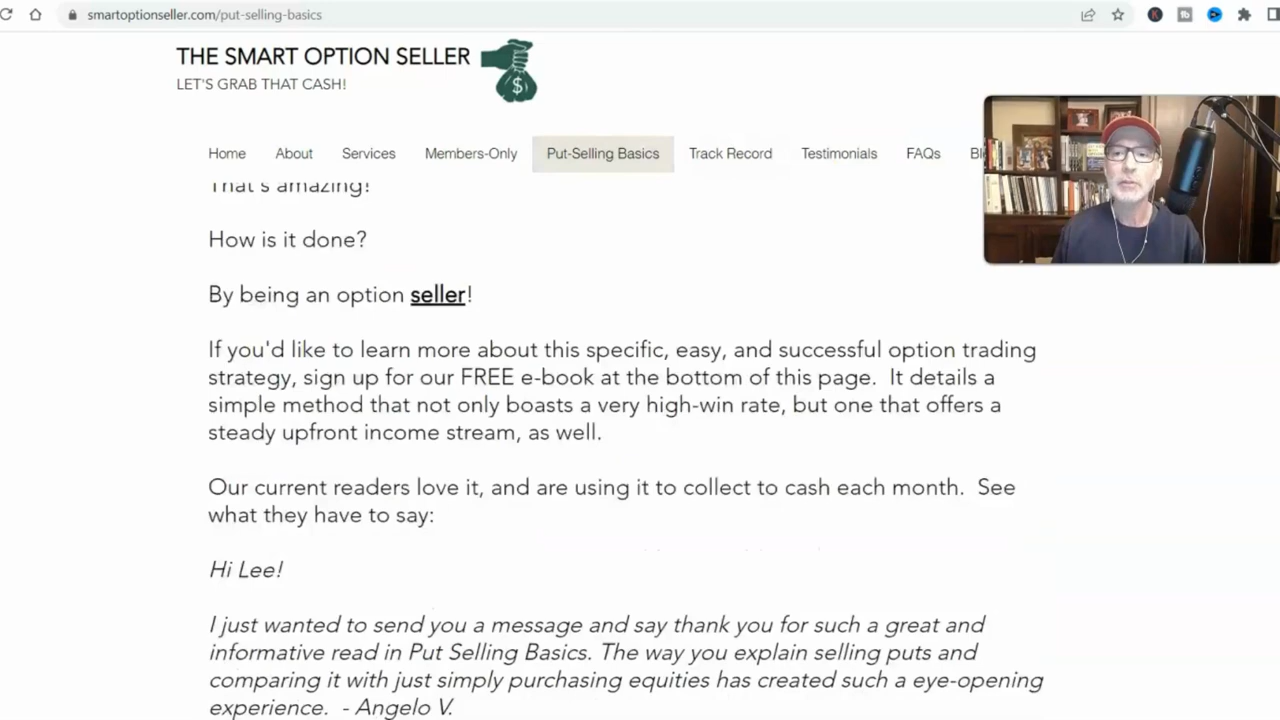 smartoptionseller.com/put-selling-basics
THE SMART OPTION SELLER
LET'S GRAB THAT CASH!
$
Home About Services Members-Only Put-Selling Basics Track Record Testimonials FAQs Bl
That's amazing!
How is it done?
By being an option seller!
If you'd like to learn more about this specific, easy, and successful option trading
strategy, sign up for our FREE e-book at the bottom of this page. It details a
simple method that not only boasts a very high-win rate, but one that offers a
steady upfront income stream, as well.
Our current readers love it, and are using it to collect to cash each month. See
what they have to say:
Hi Lee!
I just wanted to send you a message and say thank you for such a great and
informative read in Put Selling Basics. The way you explain selling puts and
comparing it with just simply purchasing equities has created such a eye-opening
experience. - Angelo V.